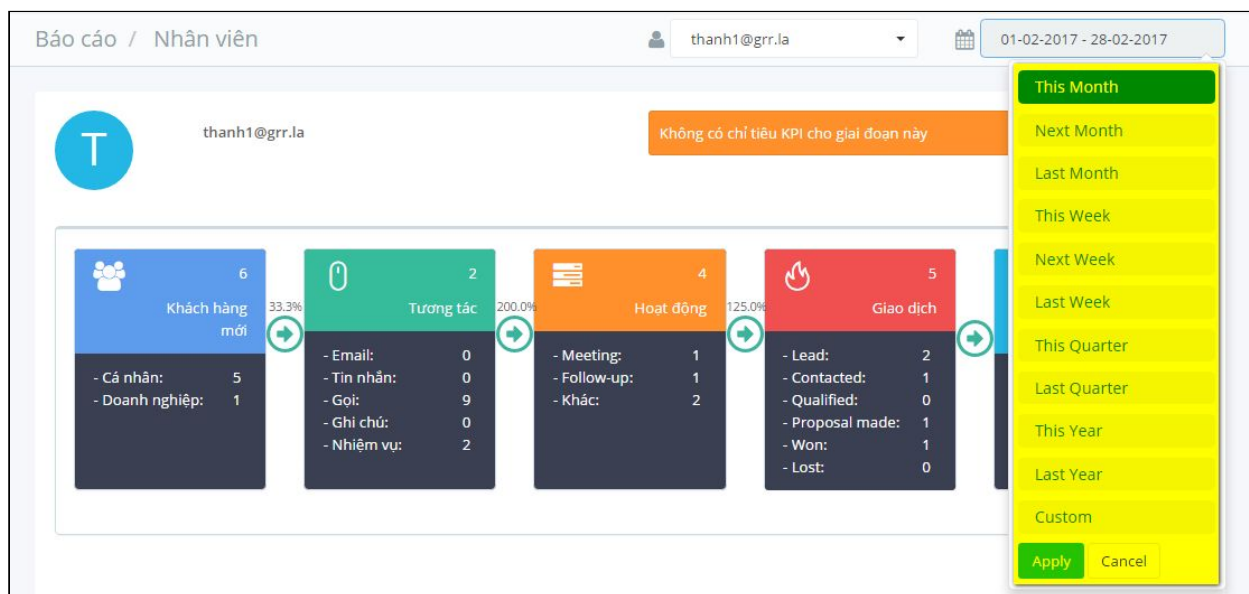 Báo cáo / Nhân viên
thanh1@grr.la
01-02-2017 - 28-02-2017
T
thanh1@grr.la
Không có chỉ tiêu KPI cho giai đoạn này
6
Khách hàng
mới
- Cá nhân: 5
- Doanh nghiệp: 1
33.3%
2
Tương tác
- Email: 0
- Tin nhắn: 0
- Gọi: 9
- Ghi chú: 0
- Nhiệm vụ: 2
200.0%
4
Hoạt động
- Meeting: 1
- Follow-up: 1
- Khác: 2
125.0%
5
Giao dịch
- Lead: 2
- Contacted: 1
- Qualified: 0
- Proposal made: 1
- Won: 1
- Lost: 0
This Month
Next Month
Last Month
This Week
Next Week
Last Week
This Quarter
Last Quarter
This Year
Last Year
Custom
Apply Cancel